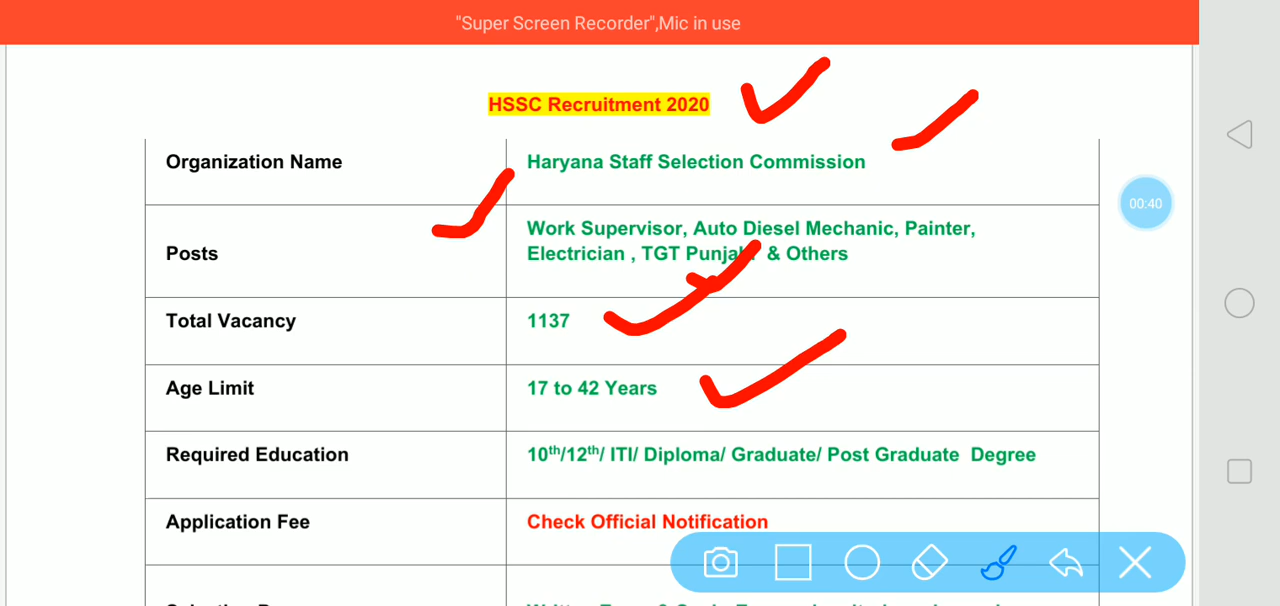 "Super Screen Recorder",Mic in use
HSSC Recruitment 2020
Organization Name
Haryana Staff Selection Commission
00:40
Posts
Work Supervisor, Auto Diesel Mechanic, Painter,
Electrician , TGT Punjabi & Others
Total Vacancy
1137
Age Limit
17 to 42 Years
Required Education
10th/12th/ ITI/ Diploma/ Graduate/ Post Graduate Degree
Application Fee
Check Official Notification